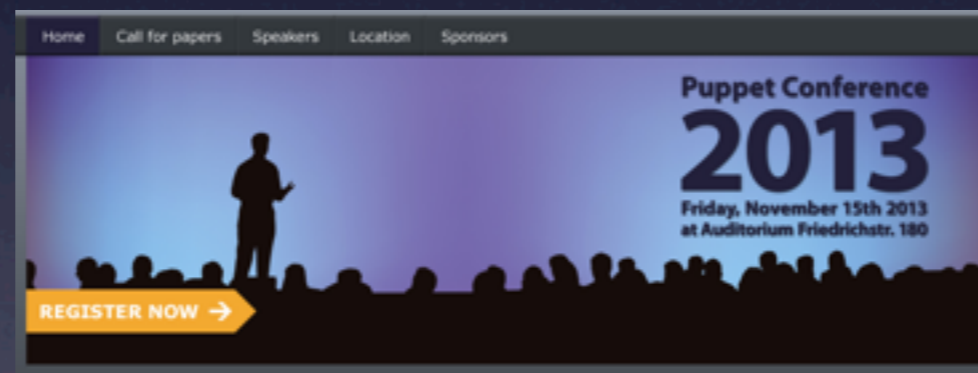 Home Call for papers Speakers Location Sponsors
Puppet Conference
2013
Friday, November 15th 2013
at Auditorium Friedrichstr. 180
REGISTER NOW →